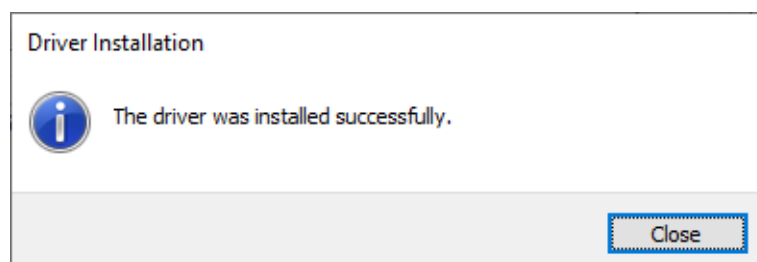 Driver Installation
The driver was installed successfully.
Close